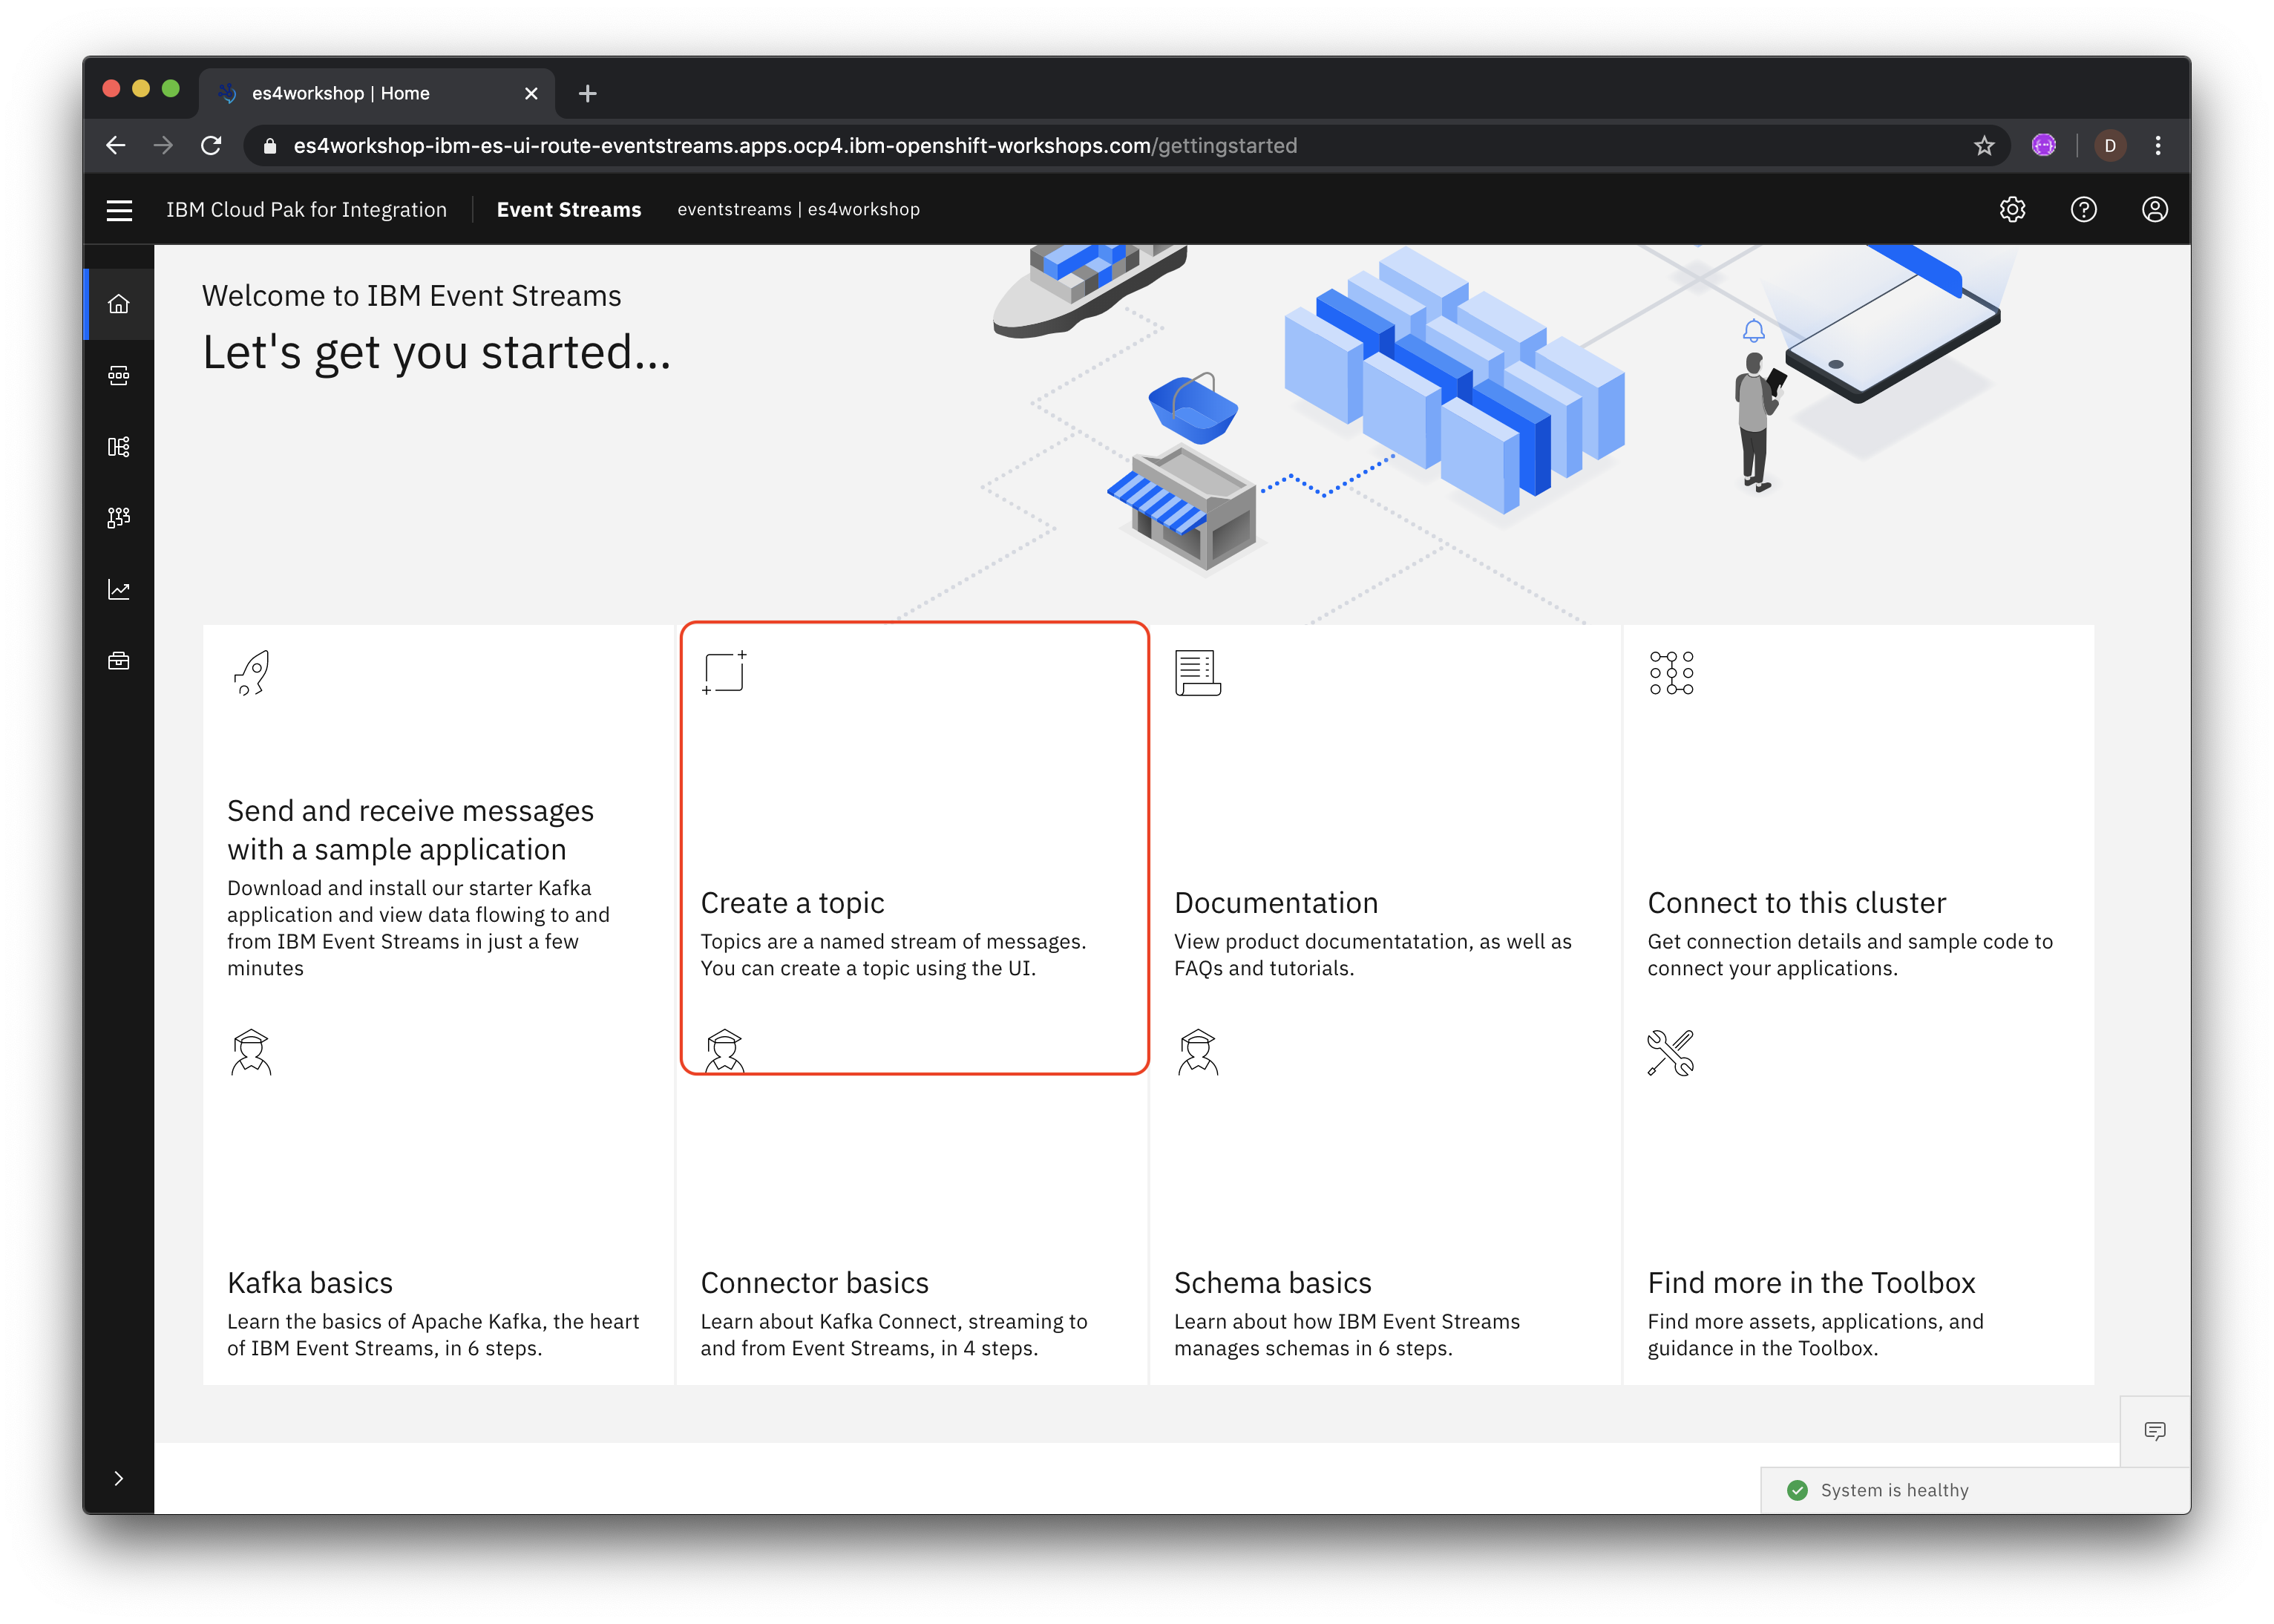 es4workshop | Home
es4workshop-ibm-es-ui-route-eventstreams.apps.ocp4.ibm-openshift-workshops.com/gettingstarted
D
IBM Cloud Pak for Integration
Event Streams
eventstreams | es4workshop
Welcome to IBM Event Streams
Let's get you started...
Send and receive messages
with a sample application
Download and install our starter Kafka
application and view data flowing to and
from IBM Event Streams in just a few
minutes
Create a topic
Topics are a named stream of messages.
You can create a topic using the UI.
Documentation
View product documentatation, as well as
FAQs and tutorials.
Connect to this cluster
Get connection details and sample code to
connect your applications.
Kafka basics
Learn the basics of Apache Kafka, the heart
of IBM Event Streams, in 6 steps.
Connector basics
Learn about Kafka Connect, streaming to
and from Event Streams, in 4 steps.
Schema basics
Learn about how IBM Event Streams
manages schemas in 6 steps.
Find more in the Toolbox
Find more assets, applications, and
guidance in the Toolbox.
System is healthy